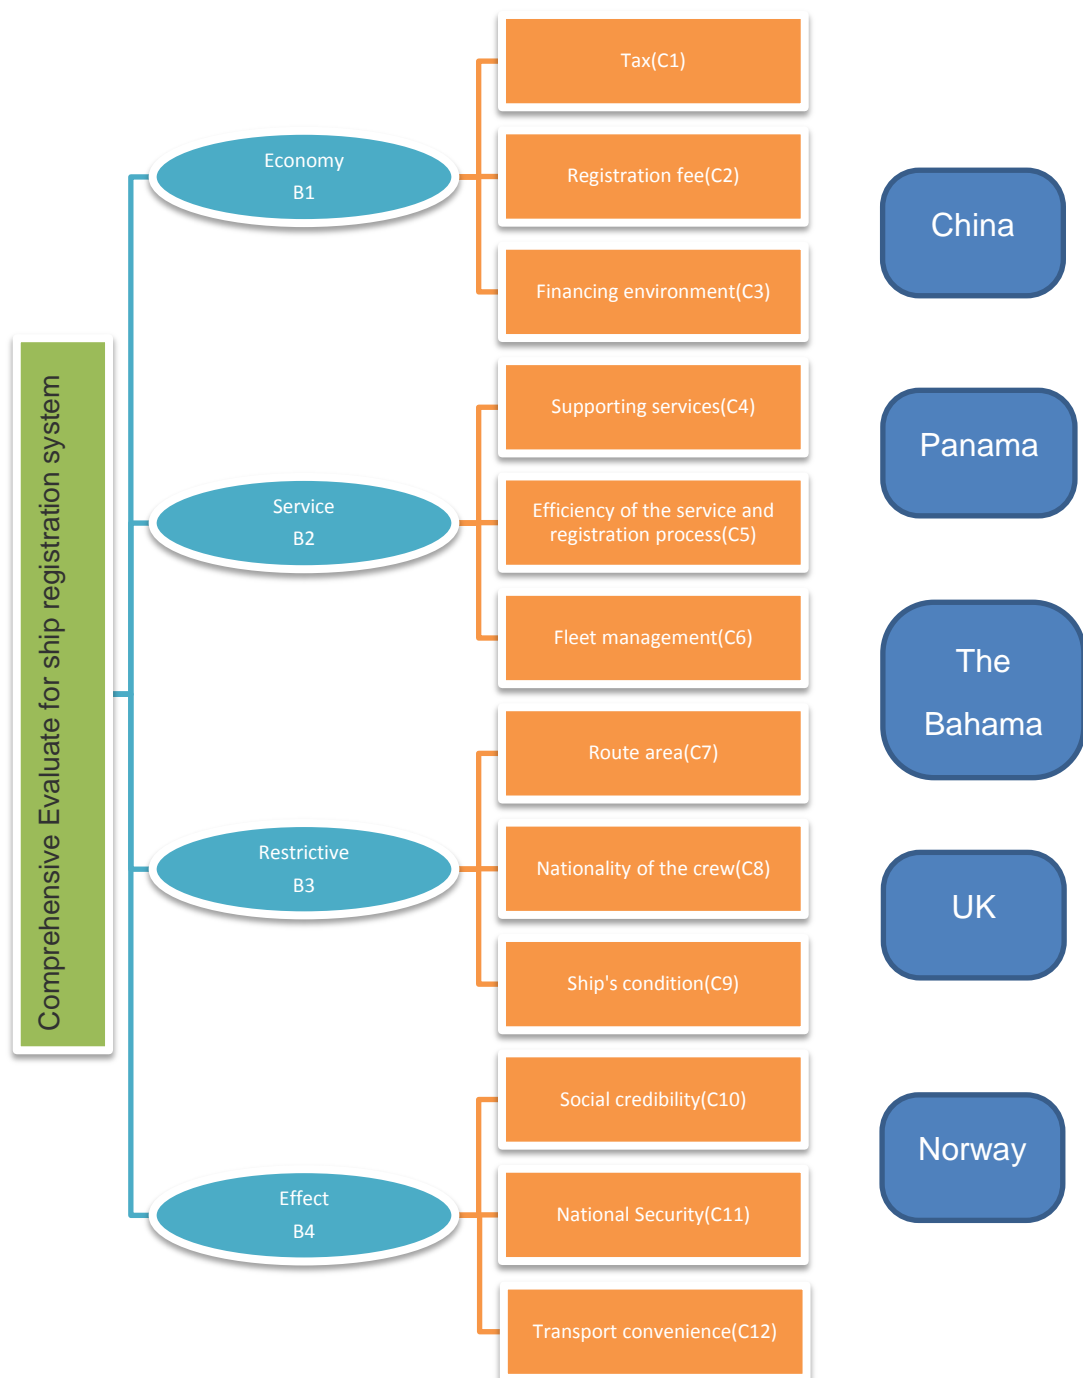 Comprehensive Evaluate for ship registration system
Economy
B1
Tax(C1)
Registration fee(C2)
Financing environment(C3)
Service
B2
Supporting services(C4)
Efficiency of the service and
registration process(C5)
Fleet management(C6)
Restrictive
B3
Route area(C7)
Nationality of the crew(C8)
Ship's condition(C9)
Effect
B4
Social credibility(C10)
National Security(C11)
Transport convenience(C12)
China
Panama
The
Bahama
UK
Norway